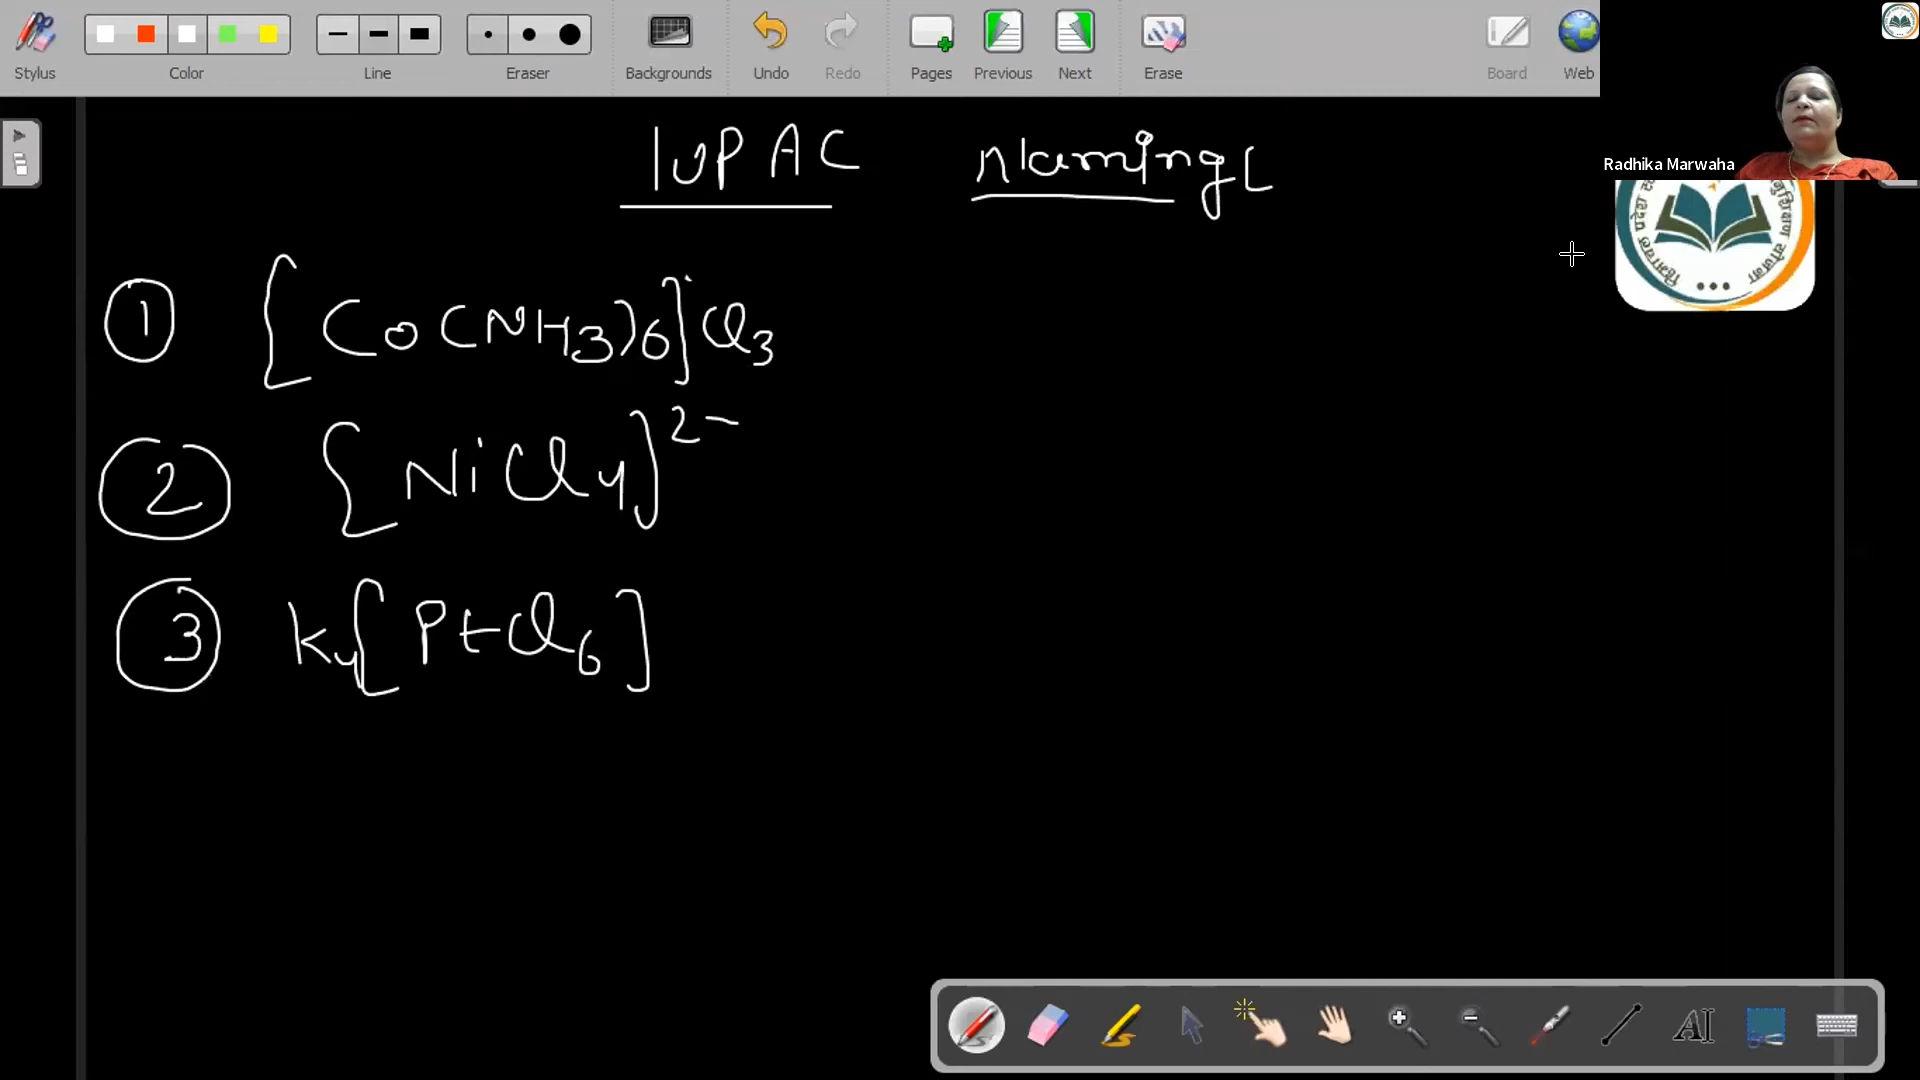 Stylus Color Line Eraser Backgrounds Undo Redo Pages Previous Next Erase Board Web
Radhika Marwaha
IUPAC naming
1 [Co(NH3)6]Cl3
2 [NiCl4]2-
3 K4[PtCl6]
AI